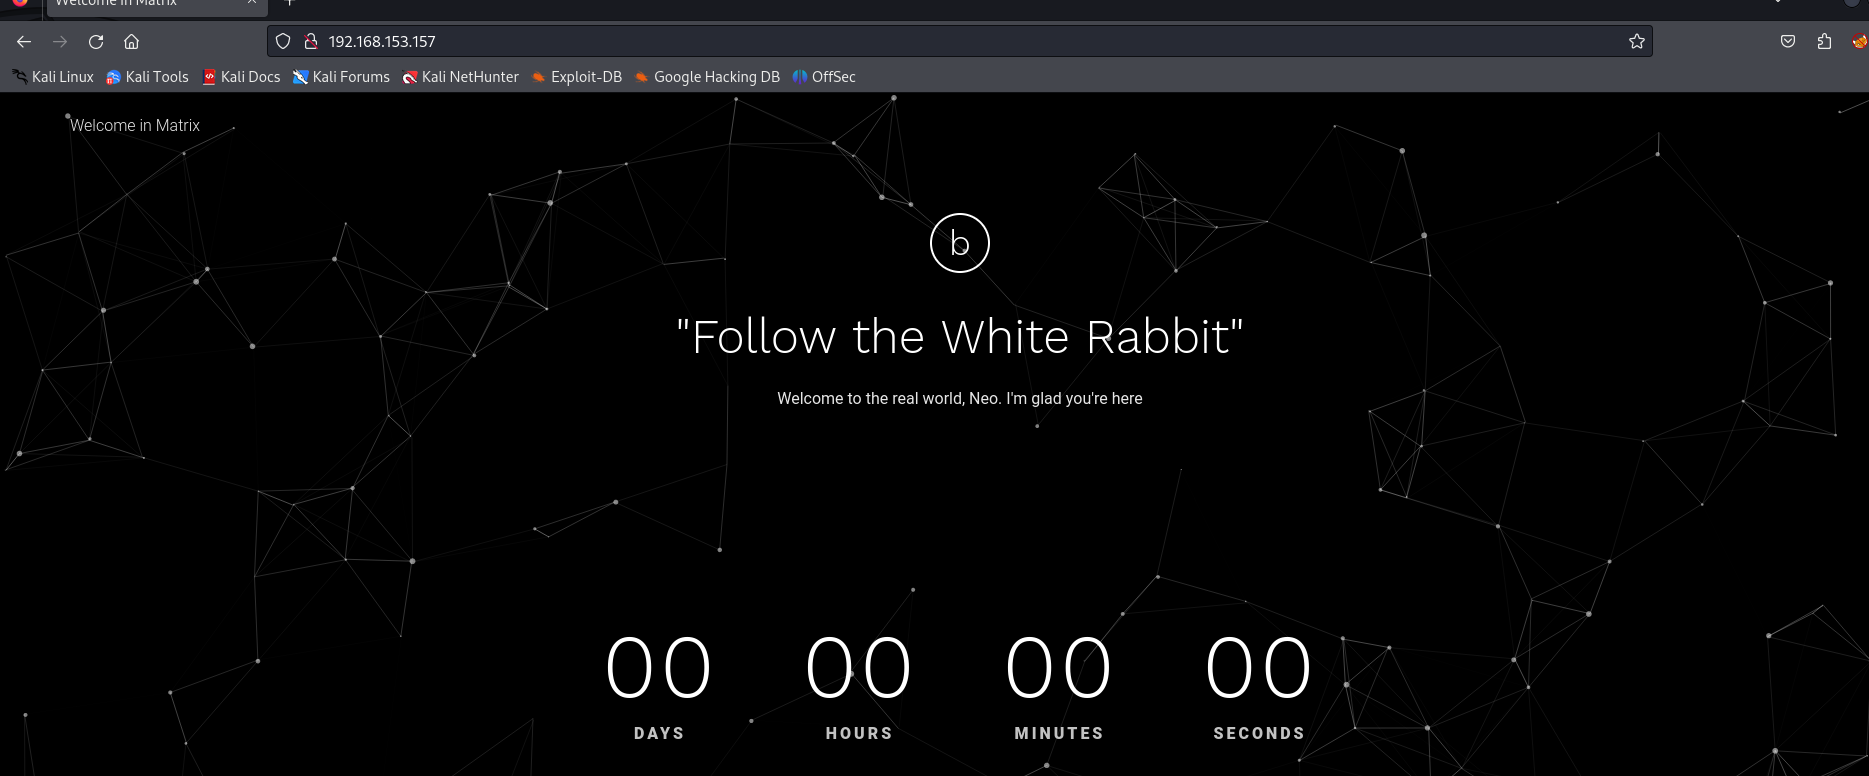 Welcome in Matrix
192.168.153.157
Kali Linux Kali Tools Kali Docs Kali Forums Kali NetHunter Exploit-DB Google Hacking DB OffSec
Welcome in Matrix
b
"Follow the White Rabbit"
Welcome to the real world, Neo. I'm glad you're here
00 00 00 00
DAYS HOURS MINUTES SECONDS